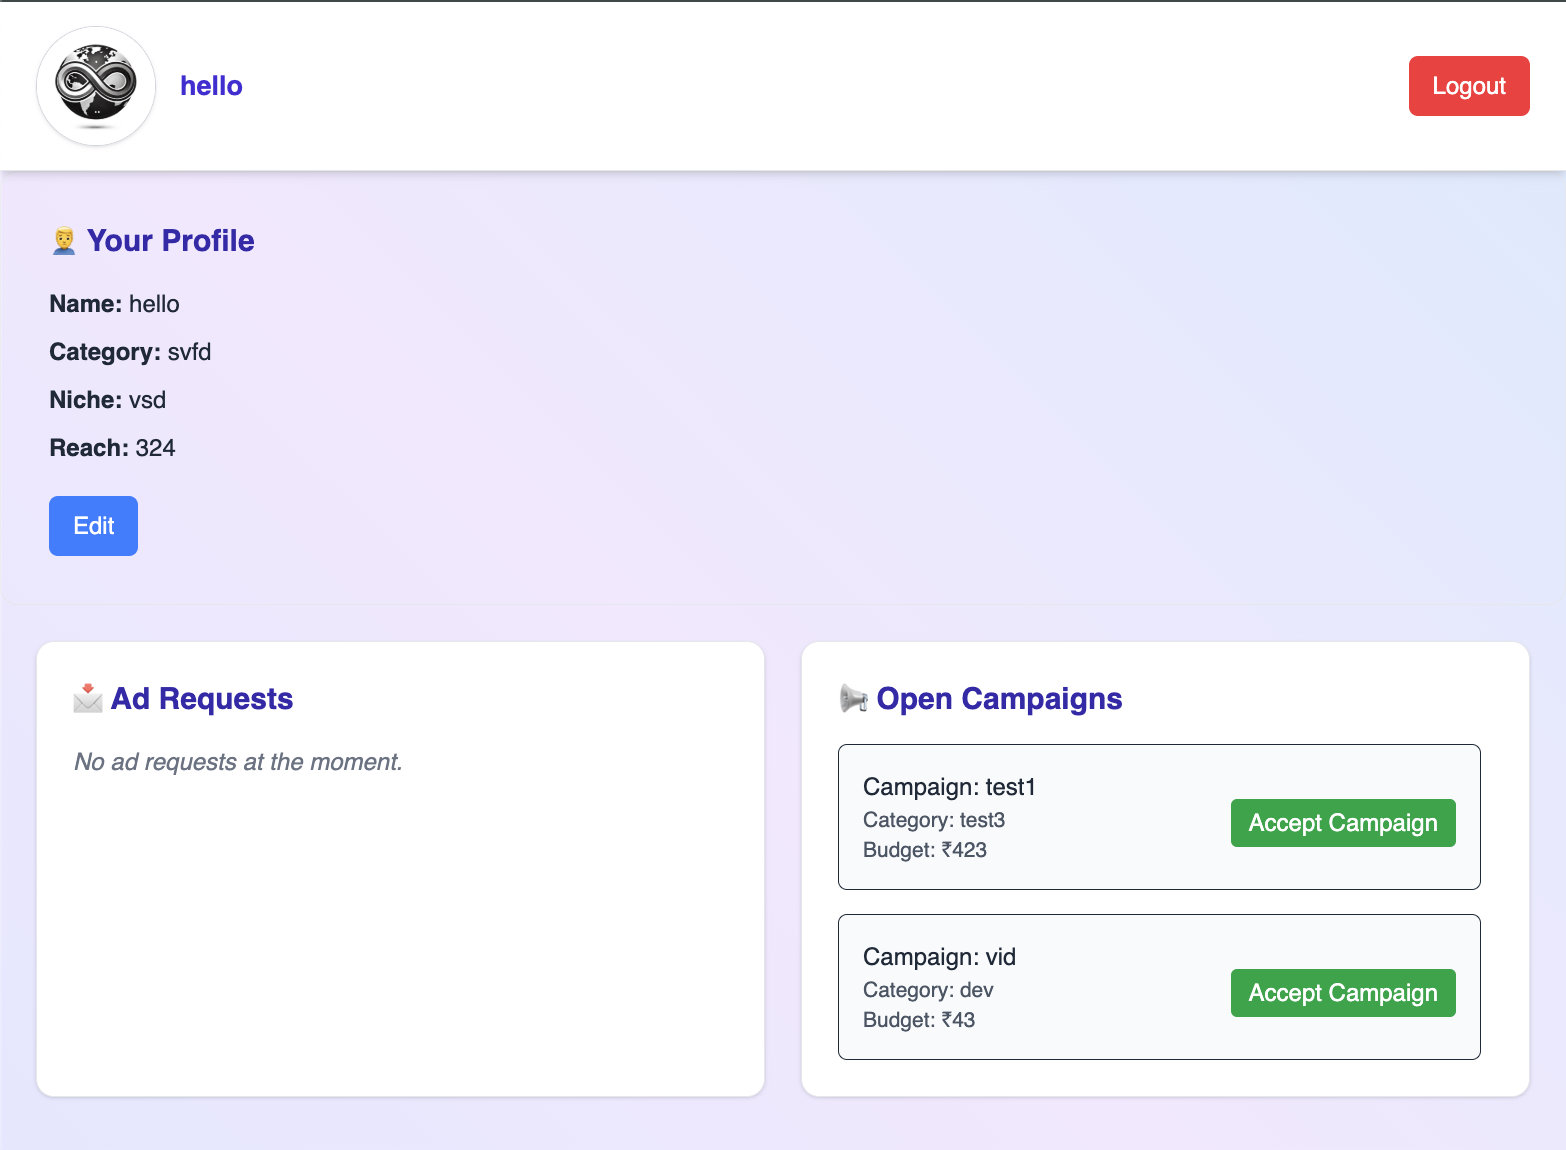 hello
Logout
Your Profile
Name: hello
Category: svfd
Niche: vsd
Reach: 324
Edit
Ad Requests
No ad requests at the moment.
Open Campaigns
Campaign: test1
Category: test3
Budget: ₹423
Accept Campaign
Campaign: vid
Category: dev
Budget: ₹43
Accept Campaign